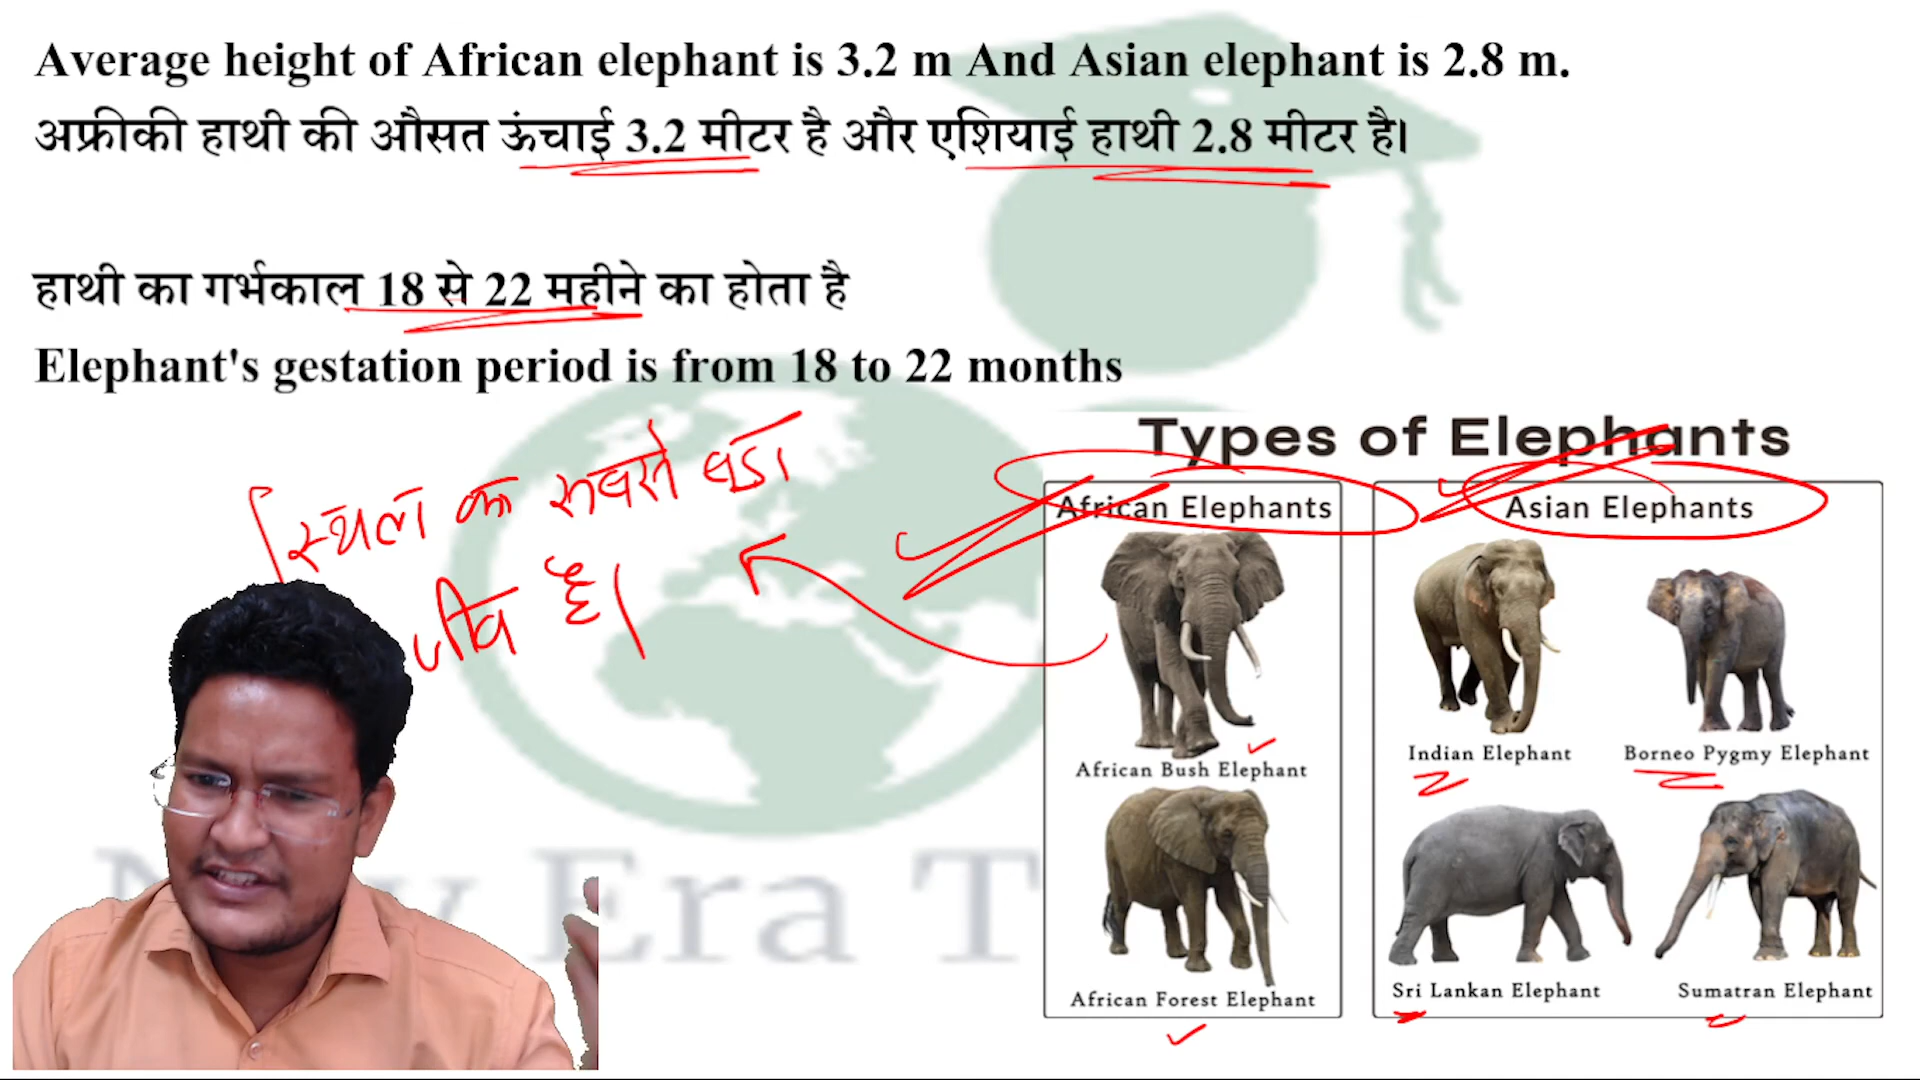 Average height of African elephant is 3.2 m And Asian elephant is 2.8 m.
अफ्रीकी हाथी की औसत ऊंचाई 3.2 मीटर है और एशियाई हाथी 2.8 मीटर है।
हाथी का गर्भकाल 18 से 22 महीने का होता है
Elephant's gestation period is from 18 to 22 months
स्थल का सबसे बड़ा
जीव है।
Types of Elephants
African Elephants
Asian Elephants
Indian Elephant
Borneo Pygmy Elephant
African Bush Elephant
Sri Lankan Elephant
Sumatran Elephant
African Forest Elephant
Era T